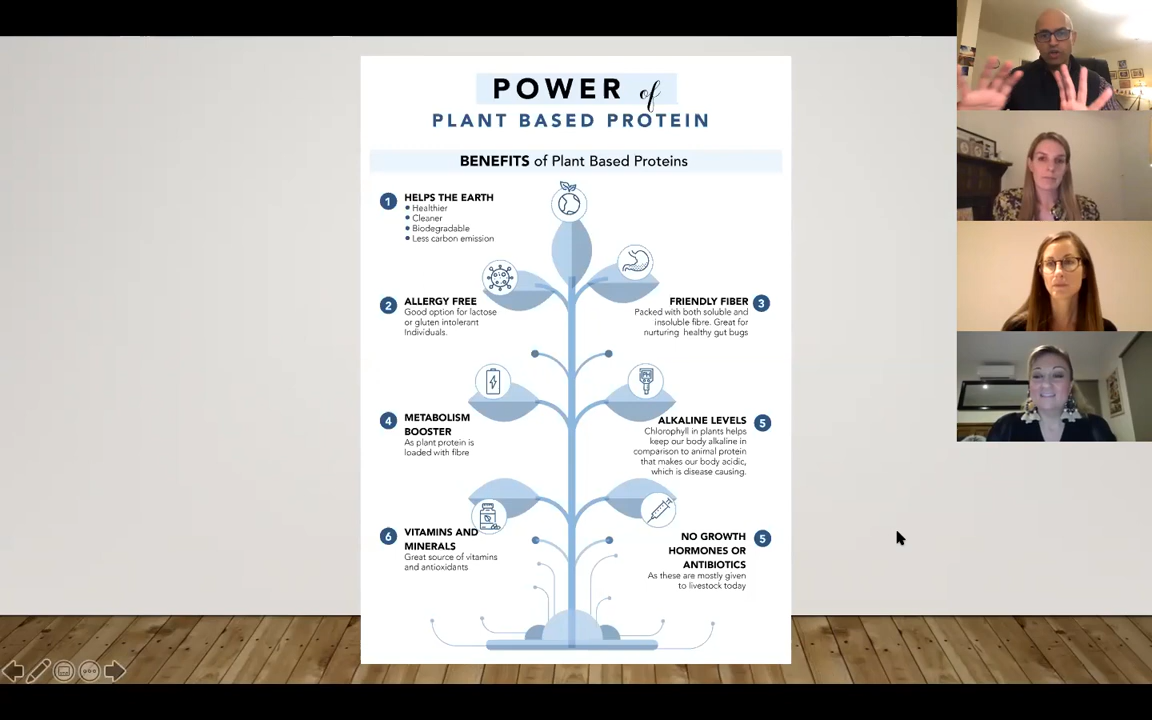 POWER of
PLANT BASED PROTEIN
BENEFITS of Plant Based Proteins
1 HELPS THE EARTH
• Healthier
• Cleaner
• Biodegradable
• Less carbon emission
2 ALLERGY FREE
Good option for lactose
or gluten intolerant
Individuals.
FRIENDLY FIBER 3
Packed with both soluble and
insoluble fibre. Great for
nurturing healthy gut bugs
4 METABOLISM
BOOSTER
As plant protein is
loaded with fibre
ALKALINE LEVELS 5
Chlorophyll in plants helps
keep our body alkaline in
comparison to animal protein
that makes our body acidic,
which is disease causing.
6 VITAMINS AND
MINERALS
Great source of vitamins
and antioxidants
NO GROWTH 5
HORMONES OR
ANTIBIOTICS
As these are mostly given
to livestock today